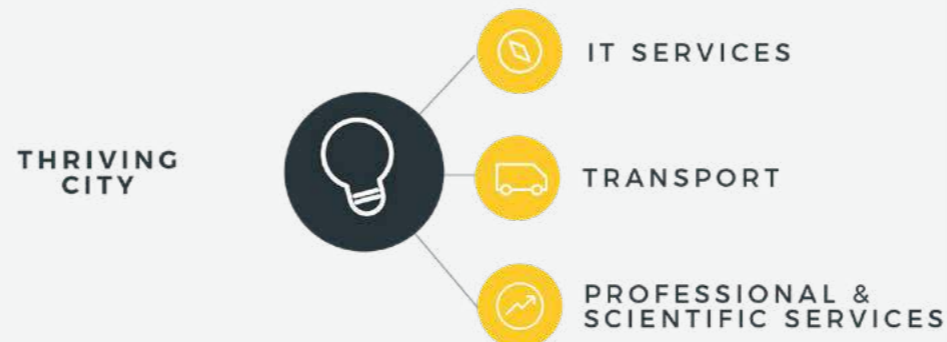 THRIVING
CITY
IT SERVICES
TRANSPORT
PROFESSIONAL &
SCIENTIFIC SERVICES